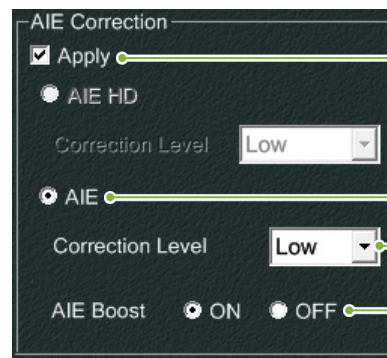 AIE Correction
Apply
AIE HD
Correction Level Low
AIE
Correction Level Low
AIE Boost ON OFF